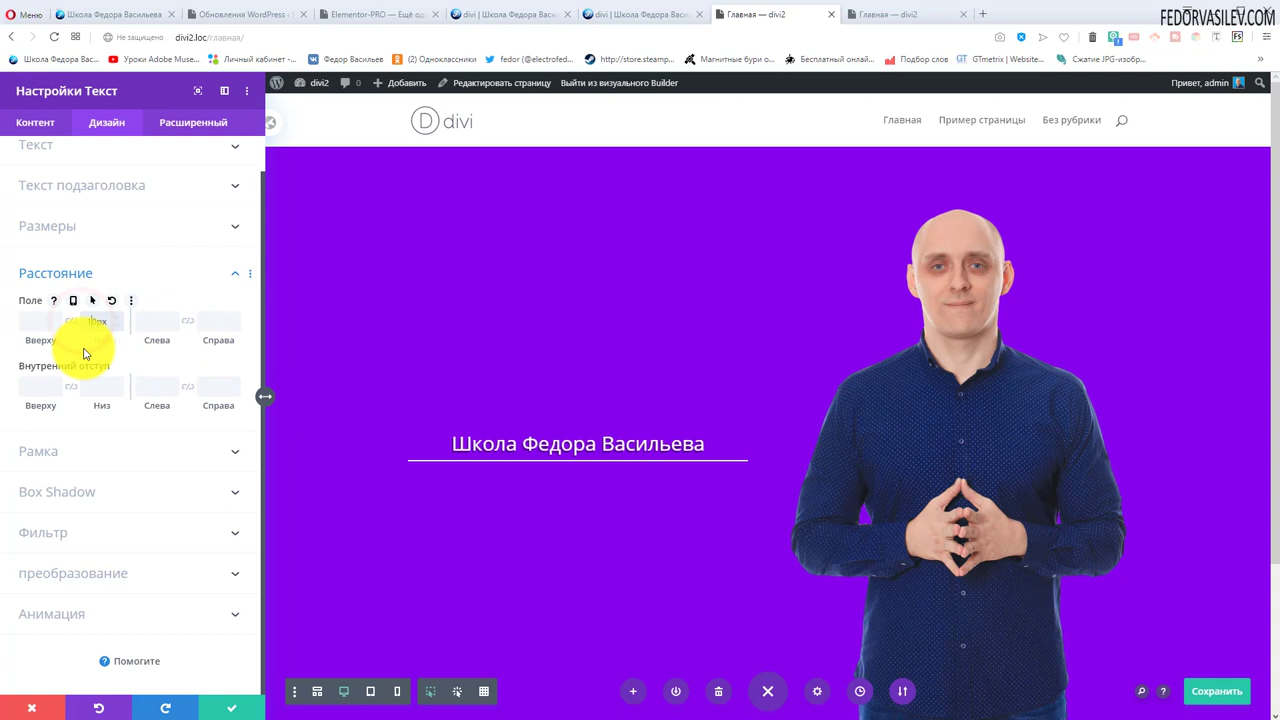 Меню
Школа Федора Васильева
Обновления WordPress ‹
Elementor-PRO — Ещё од
divi | Школа Федора Вас
divi | Школа Федора Вас
Главная — divi2
Главная — divi2
FEDORVASILEV.COM
Не защищено
divi2.loc/главная/
Школа Федора Вас...
Уроки Adobe Muse...
Личный кабинет -...
Федор Васильев
(2) Одноклассники
fedor (@electrofed...
http://store.steamp...
Магнитные бури о...
Бесплатный онлай...
Подбор слов
GTmetrix | Website...
Сжатие JPG-изобр...
Настройки Текст
divi2
0
Добавить
Редактировать страницу
Выйти из визуального Builder
Привет, admin
Контент
Дизайн
Расширенный
divi
Главная
Пример страницы
Без рубрики
Текст
Текст подзаголовка
Размеры
Расстояние
Поле
Вверху
Слева
Справа
Внутренний отступ
Вверху
Низ
Слева
Справа
Рамка
Box Shadow
Фильтр
преобразование
Анимация
Помогите
Школа Федора Васильева
Сохранить